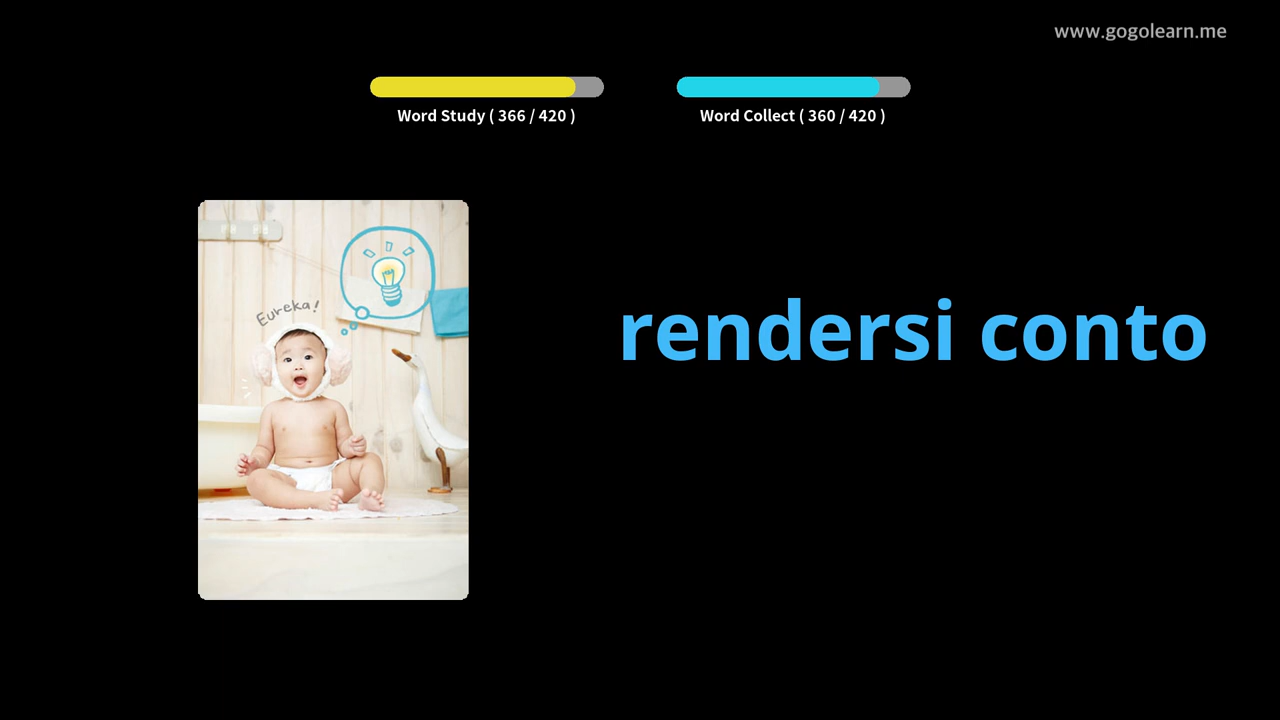 www.gogolearn.me
Word Study ( 366 / 420 )
Word Collect ( 360 / 420 )
Eureka!
rendersi conto